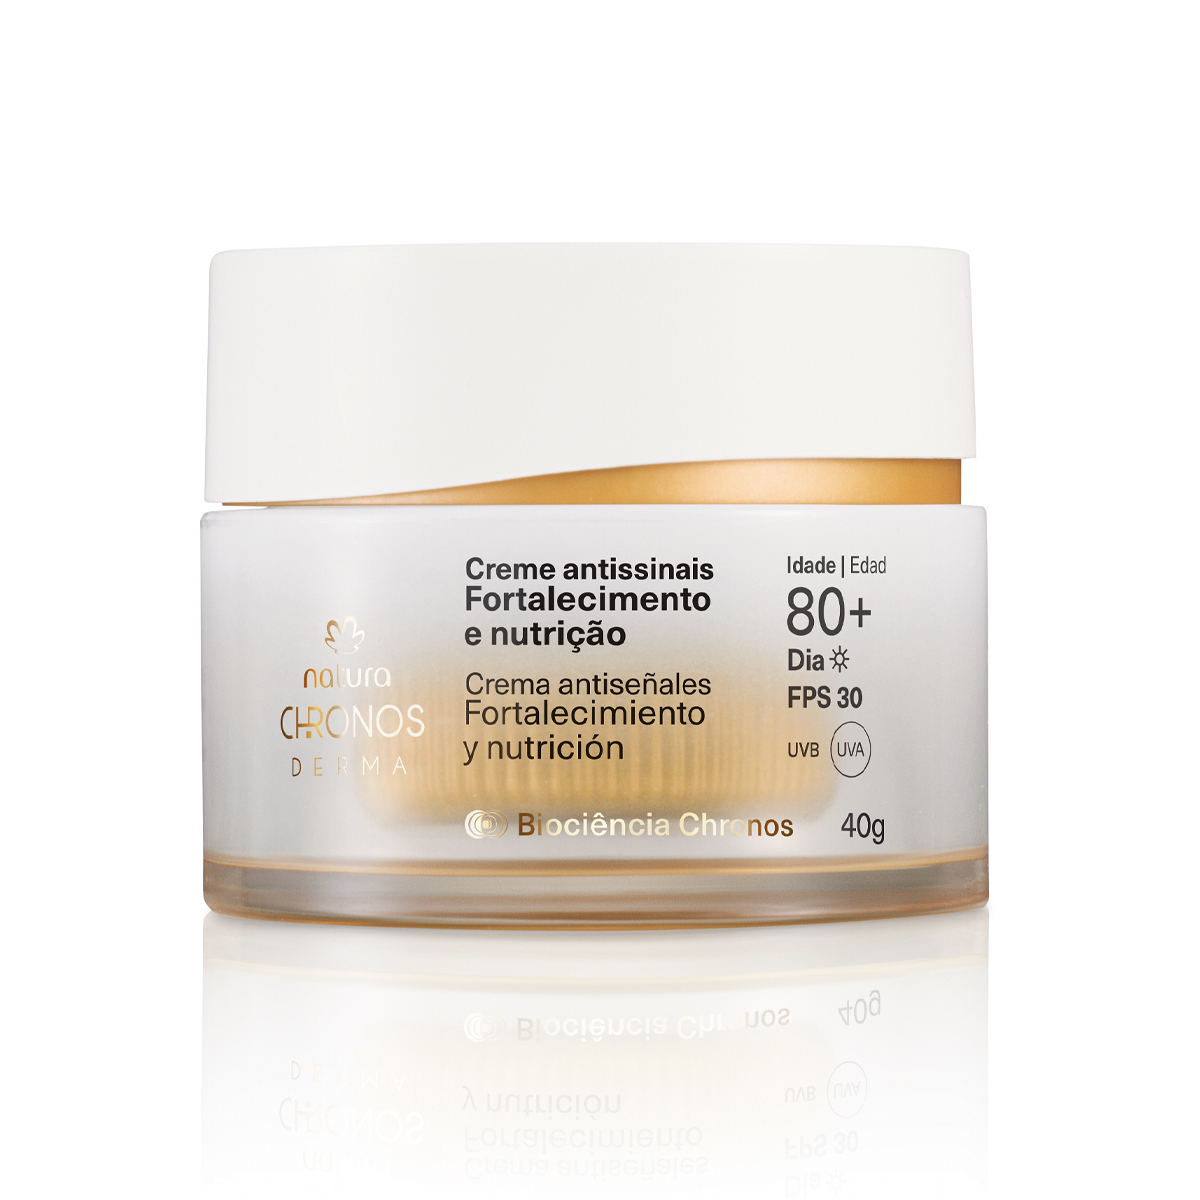 natura
CHRONOS
DERMA
Creme antissinais
Fortalecimento
e nutrição
Crema antiseñales
Fortalecimiento
y nutrición
Biociência Chronos
Idade | Edad
80+
Dia
FPS 30
UVB UVA
40g